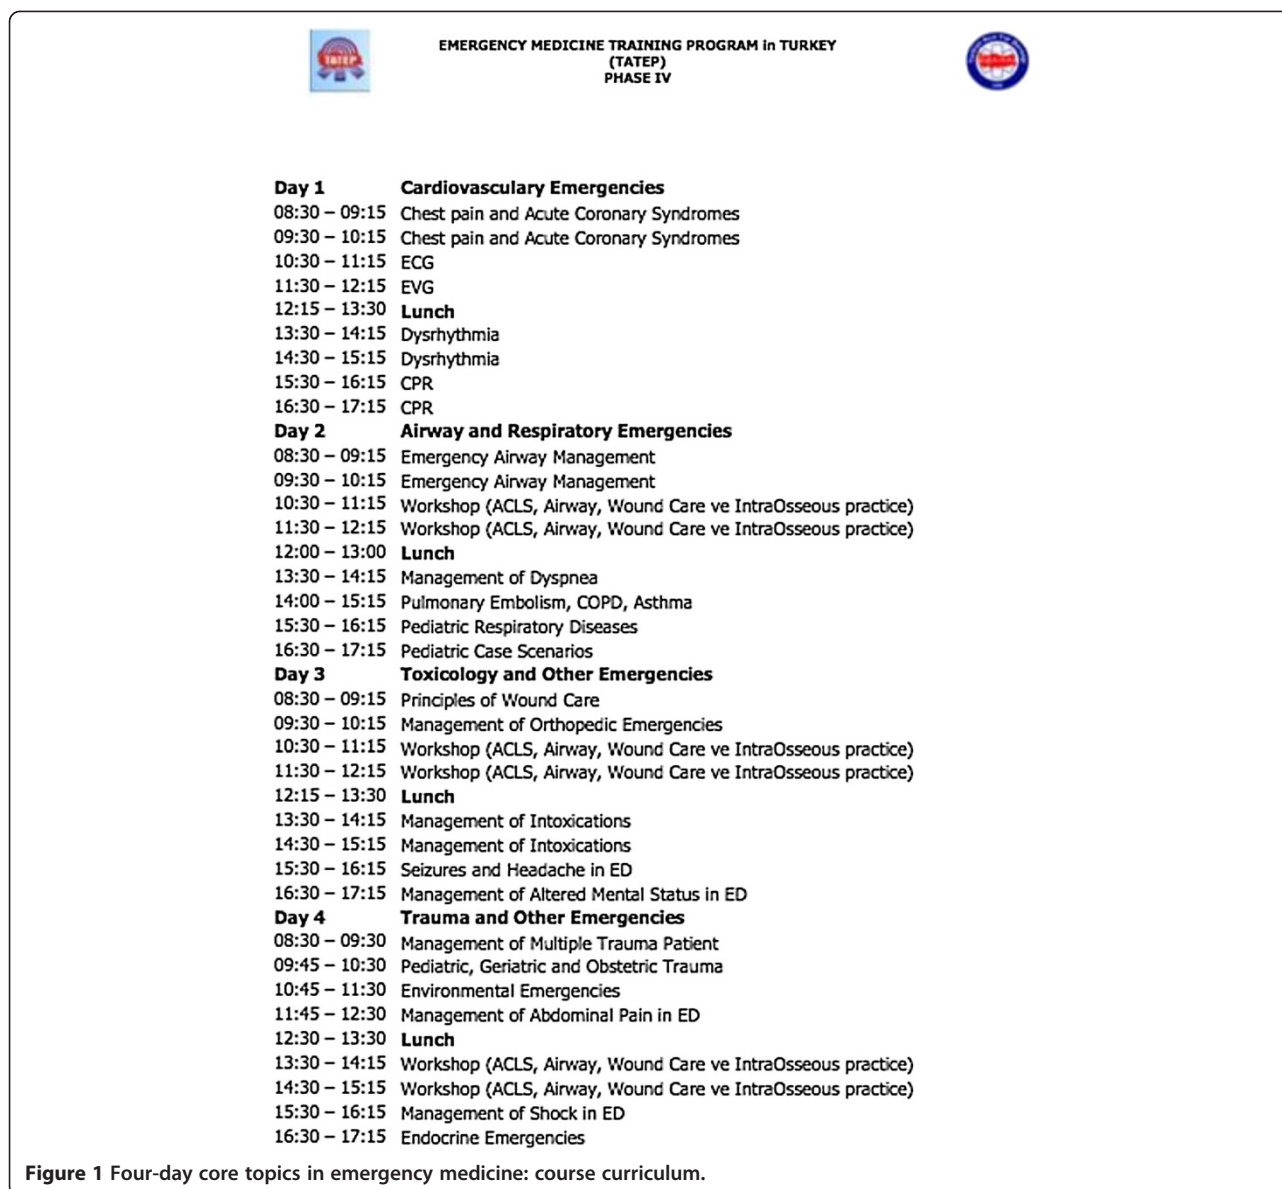 TATEP
EMERGENCY MEDICINE TRAINING PROGRAM in TURKEY
(TATEP)
PHASE IV
Day 1 Cardiovasculary Emergencies
08:30 – 09:15 Chest pain and Acute Coronary Syndromes
09:30 – 10:15 Chest pain and Acute Coronary Syndromes
10:30 – 11:15 ECG
11:30 – 12:15 EVG
12:15 – 13:30 Lunch
13:30 – 14:15 Dysrhythmia
14:30 – 15:15 Dysrhythmia
15:30 – 16:15 CPR
16:30 – 17:15 CPR
Day 2 Airway and Respiratory Emergencies
08:30 – 09:15 Emergency Airway Management
09:30 – 10:15 Emergency Airway Management
10:30 – 11:15 Workshop (ACLS, Airway, Wound Care ve IntraOsseous practice)
11:30 – 12:15 Workshop (ACLS, Airway, Wound Care ve IntraOsseous practice)
12:00 – 13:00 Lunch
13:30 – 14:15 Management of Dyspnea
14:00 – 15:15 Pulmonary Embolism, COPD, Asthma
15:30 – 16:15 Pediatric Respiratory Diseases
16:30 – 17:15 Pediatric Case Scenarios
Day 3 Toxicology and Other Emergencies
08:30 – 09:15 Principles of Wound Care
09:30 – 10:15 Management of Orthopedic Emergencies
10:30 – 11:15 Workshop (ACLS, Airway, Wound Care ve IntraOsseous practice)
11:30 – 12:15 Workshop (ACLS, Airway, Wound Care ve IntraOsseous practice)
12:15 – 13:30 Lunch
13:30 – 14:15 Management of Intoxications
14:30 – 15:15 Management of Intoxications
15:30 – 16:15 Seizures and Headache in ED
16:30 – 17:15 Management of Altered Mental Status in ED
Day 4 Trauma and Other Emergencies
08:30 – 09:30 Management of Multiple Trauma Patient
09:45 – 10:30 Pediatric, Geriatric and Obstetric Trauma
10:45 – 11:30 Environmental Emergencies
11:45 – 12:30 Management of Abdominal Pain in ED
12:30 – 13:30 Lunch
13:30 – 14:15 Workshop (ACLS, Airway, Wound Care ve IntraOsseous practice)
14:30 – 15:15 Workshop (ACLS, Airway, Wound Care ve IntraOsseous practice)
15:30 – 16:15 Management of Shock in ED
16:30 – 17:15 Endocrine Emergencies
Figure 1 Four-day core topics in emergency medicine: course curriculum.